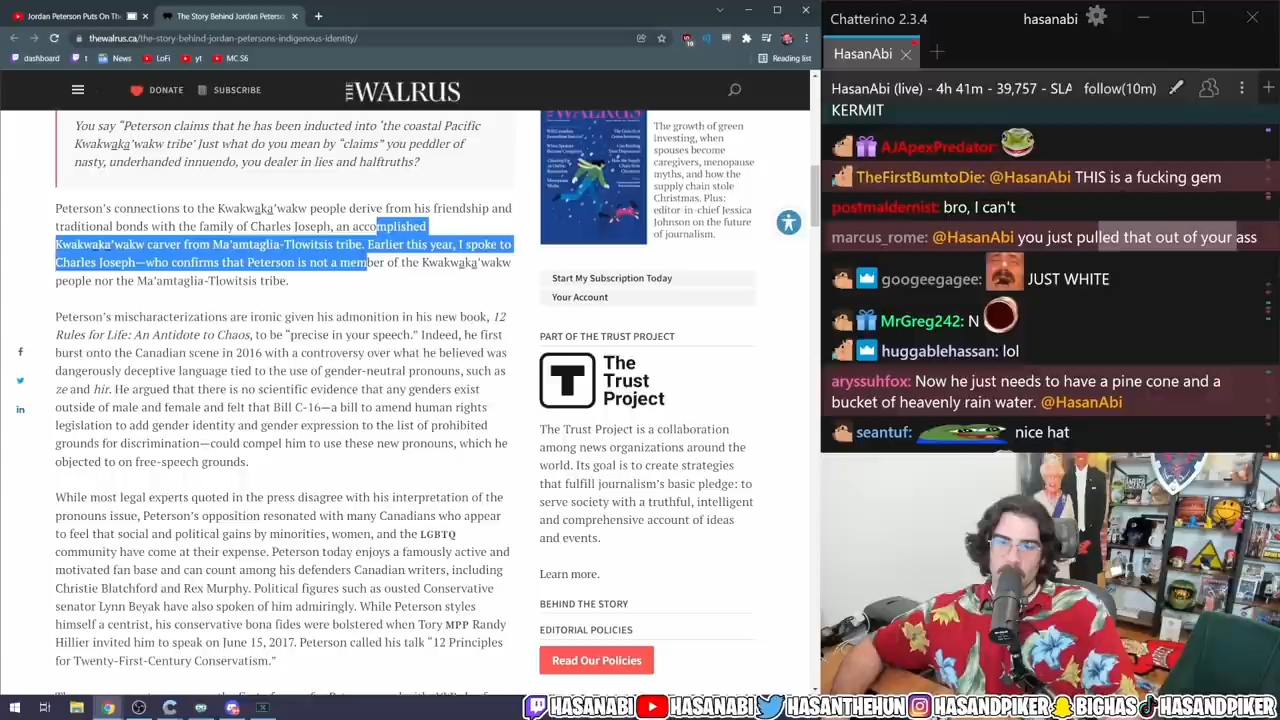 Jordan Peterson Puts On The
The Story Behind Jordan Peterso
thewalrus.ca/the-story-behind-jordan-petersons-indigenous-identity/
dashboard
t
News
LoFi
yt
MC S6
Reading list
DONATE
SUBSCRIBE
THE WALRUS
You say “Peterson claims that he has been inducted into ‘the coastal Pacific
Kwakwa̱ka̱’wakw tribe’ just what do you mean by “claims” you peddler of
nasty, underhanded innuendo, you dealer in lies and halftruths?
Peterson’s connections to the Kwakwa̱ka̱’wakw people derive from his friendship and
traditional bonds with the family of Charles Joseph, an accomplished
Kwakwa̱ka̱’wakw carver from Ma’amtaglia-Tlowitsis tribe. Earlier this year, I spoke to
Charles Joseph—who confirms that Peterson is not a member of the Kwakwa̱ka̱’wakw
people nor the Ma’amtaglia-Tlowitsis tribe.
Peterson’s mischaracterizations are ironic given his admonition in his new book, 12
Rules for Life: An Antidote to Chaos, to be “precise in your speech.” Indeed, he first
burst onto the Canadian scene in 2016 with a controversy over what he believed was
dangerously deceptive language tied to the use of gender-neutral pronouns, such as
ze and hir. He argued that there is no scientific evidence that any genders exist
outside of male and female and felt that Bill C-16—a bill to amend human rights
legislation to add gender identity and gender expression to the list of prohibited
grounds for discrimination—could compel him to use these new pronouns, which he
objected to on free-speech grounds.
While most legal experts quoted in the press disagree with his interpretation of the
pronouns issue, Peterson’s opposition resonated with many Canadians who appear
to feel that social and political gains by minorities, women, and the LGBTQ
community have come at their expense. Peterson today enjoys a famously active and
motivated fan base and can count among his defenders Canadian writers, including
Christie Blatchford and Rex Murphy. Political figures such as ousted Conservative
senator Lynn Beyak have also spoken of him admiringly. While Peterson styles
himself a centrist, his conservative bona fides were bolstered when Tory MPP Randy
Hillier invited him to speak on June 15, 2017. Peterson called his talk “12 Principles
for Twenty-First-Century Conservatism.”
The growth of green
investing, when
spouses become
caregivers, menopause
myths, and how the
supply chain stole
Christmas. Plus:
editor-in-chief Jessica
Johnson on the future
of journalism.
Start My Subscription Today
Your Account
PART OF THE TRUST PROJECT
T
The
Trust
Project
The Trust Project is a collaboration
among news organizations around the
world. Its goal is to create strategies
that fulfill journalism’s basic pledge: to
serve society with a truthful, intelligent
and comprehensive account of ideas
and events.
Learn more.
BEHIND THE STORY
EDITORIAL POLICIES
Read Our Policies
Chatterino 2.3.4
hasanabi
HasanAbi
HasanAbi (live) - 4h 41m - 39,757 - SLA
follow(10m)
KERMIT
AJApexPredator:
TheFirstBumtoDie: @HasanAbi THIS is a fucking gem
postmaldernist: bro, I can't
marcus_rome: @HasanAbi you just pulled that out of your ass
googeegagee: JUST WHITE
MrGreg242: N
huggablehassan: lol
aryssuhfox: Now he just needs to have a pine cone and a
bucket of heavenly rain water. @HasanAbi
seantuf: nice hat
HASANABI HASANABI HASANTHEHUN HASANDPIKER BIGHAS HASANDPIKER